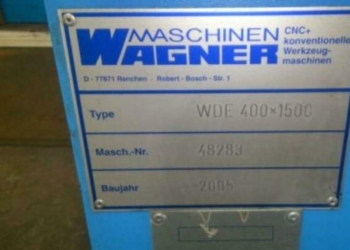 MASCHINEN
WAGNER
CNC+
konventionelle
Werkzeug-
maschinen
D - 77871 Renchen · Robert - Bosch - Str. 1
Type WDE 400×1500
Masch.-Nr. 48283
Baujahr 2005